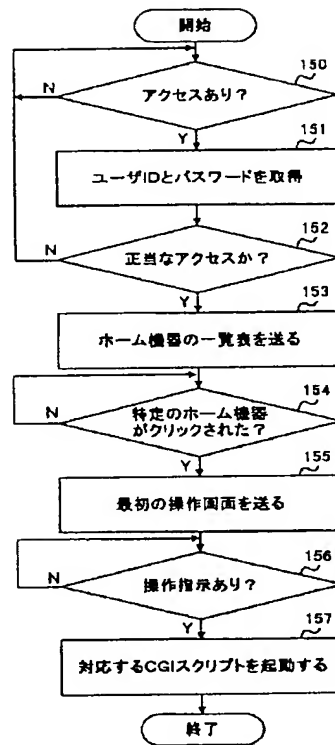 開始
150
アクセスあり?
N
Y
151
ユーザIDとパスワードを取得
152
正当なアクセスか?
N
Y
153
ホーム機器の一覧表を送る
154
特定のホーム機器
がクリックされた?
N
Y
155
最初の操作画面を送る
156
操作指示あり?
N
Y
157
対応するCGIスクリプトを起動する
終了